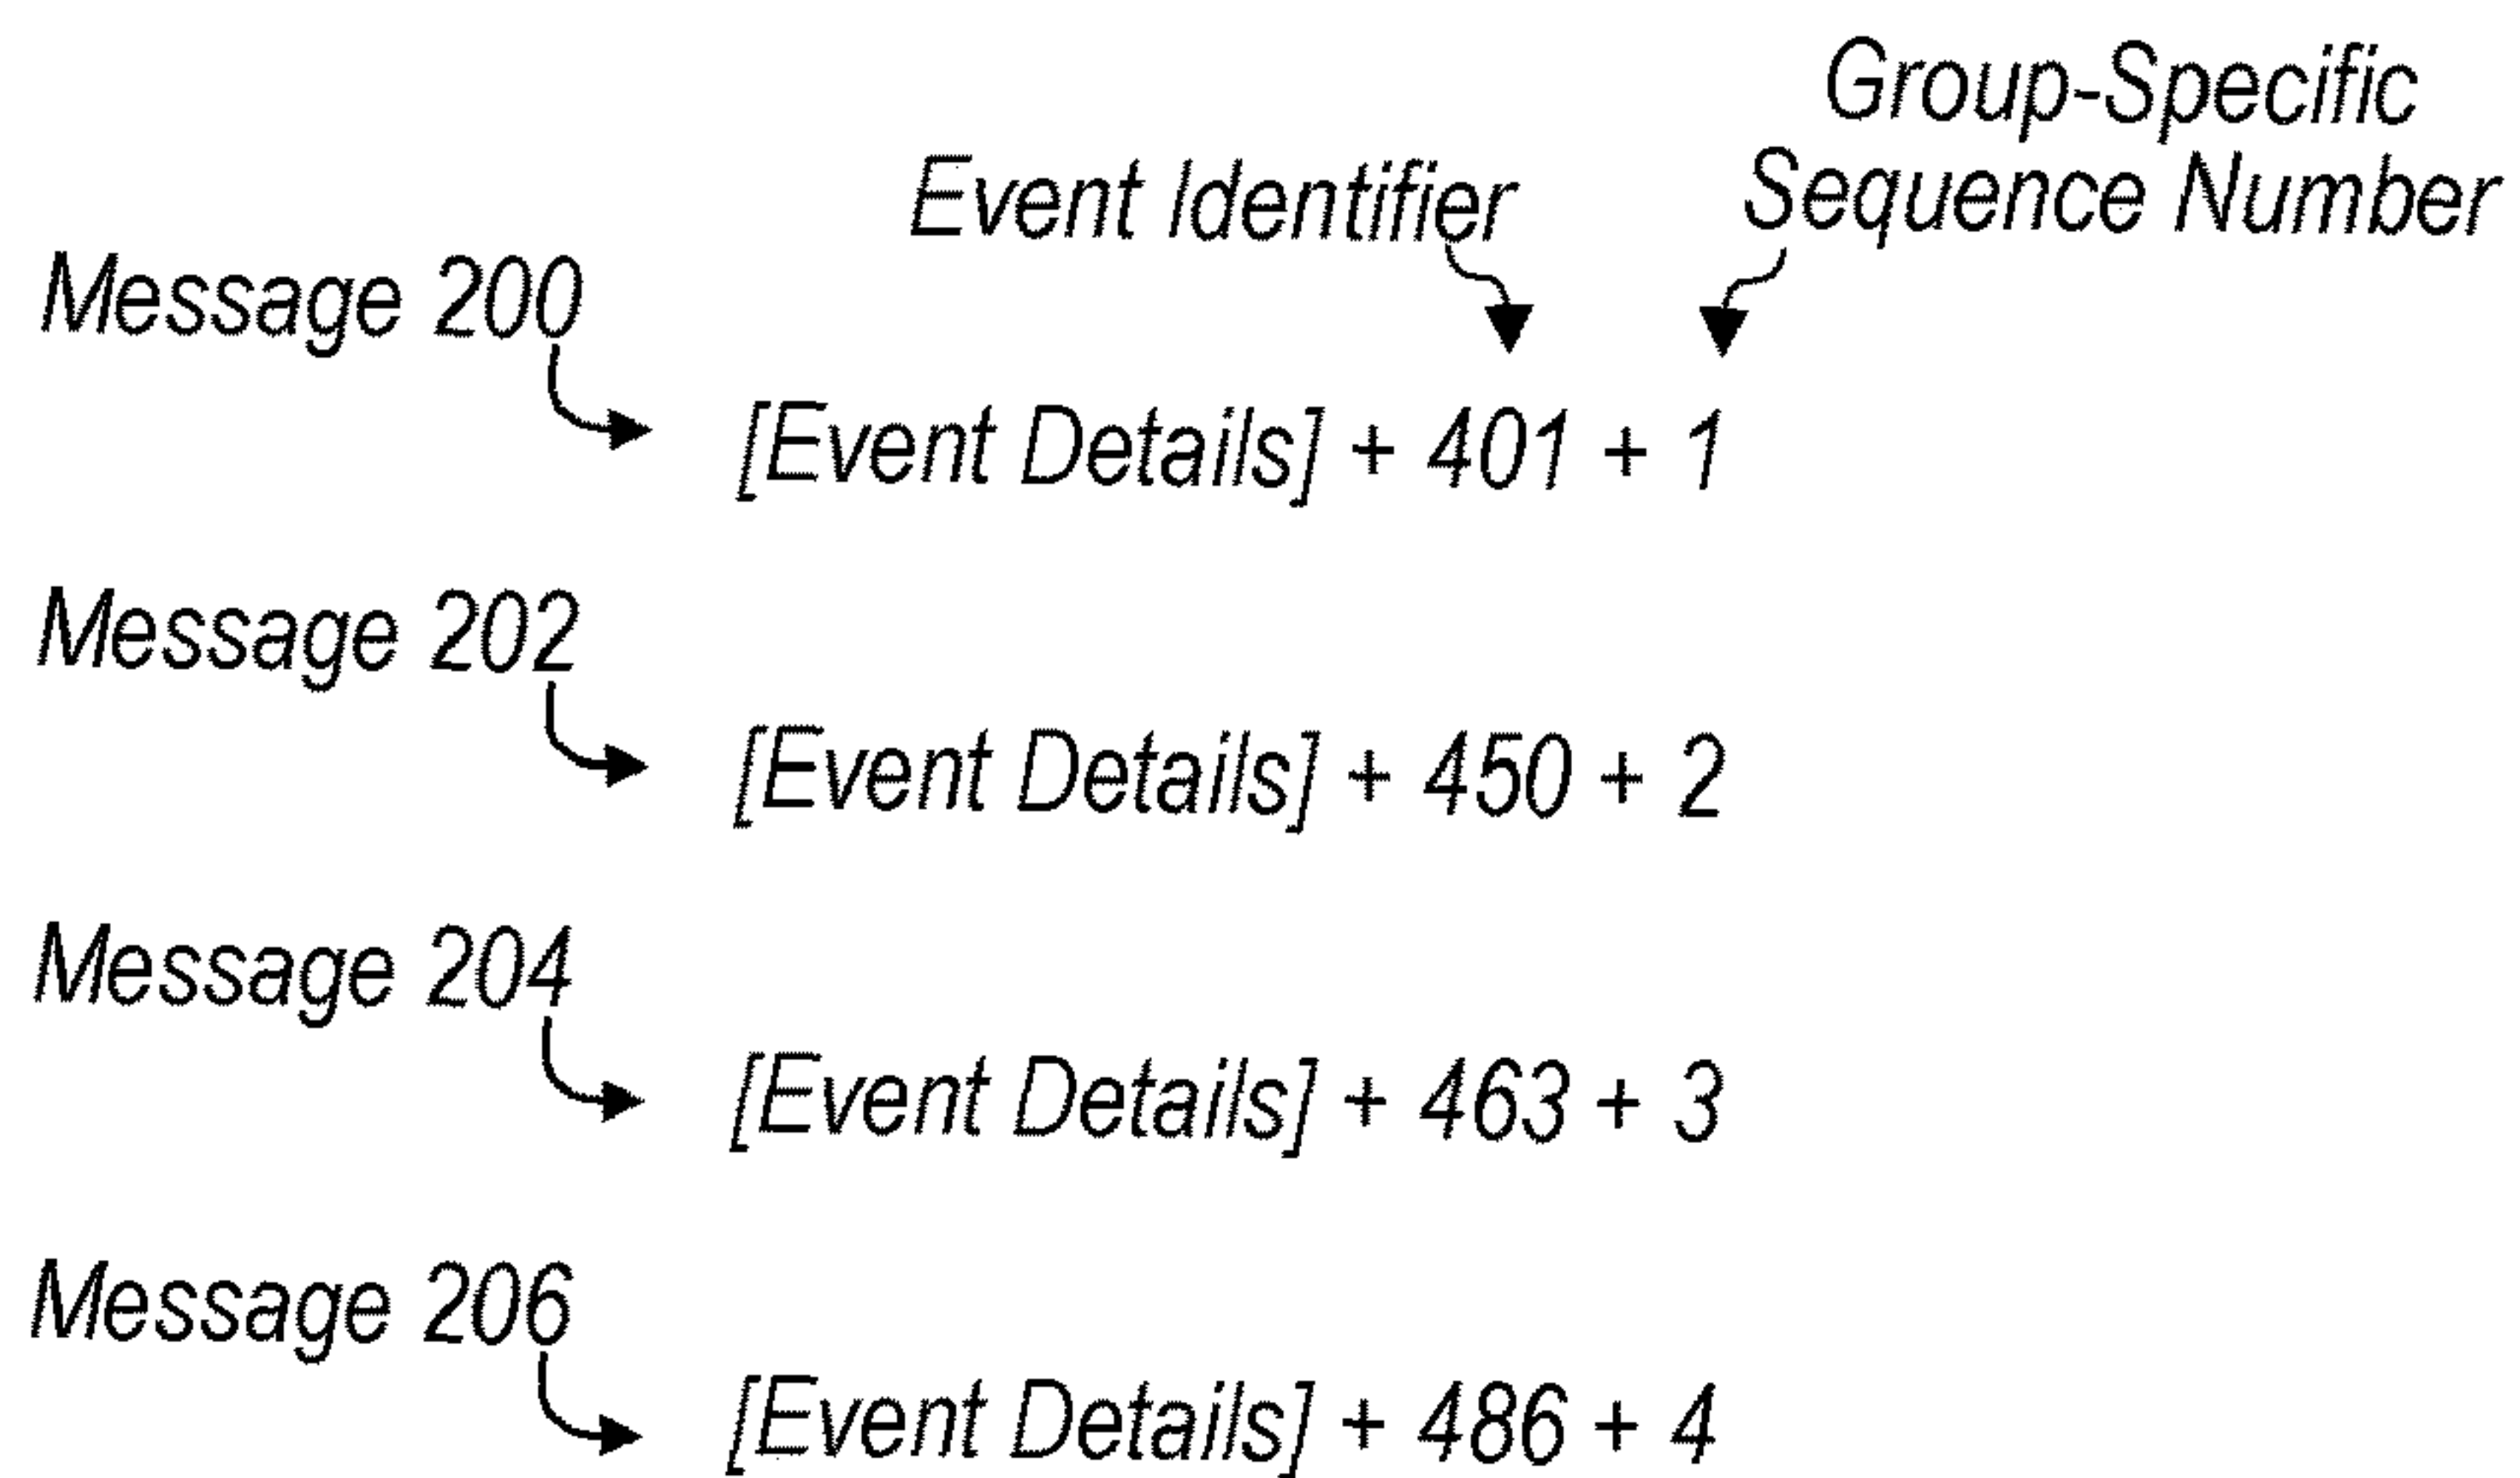 Group-Specific
Event Identifier Sequence Number
Message 200
[Event Details] + 401 + 1
Message 202
[Event Details] + 450 + 2
Message 204
[Event Details] + 463 + 3
Message 206
[Event Details] + 486 + 4